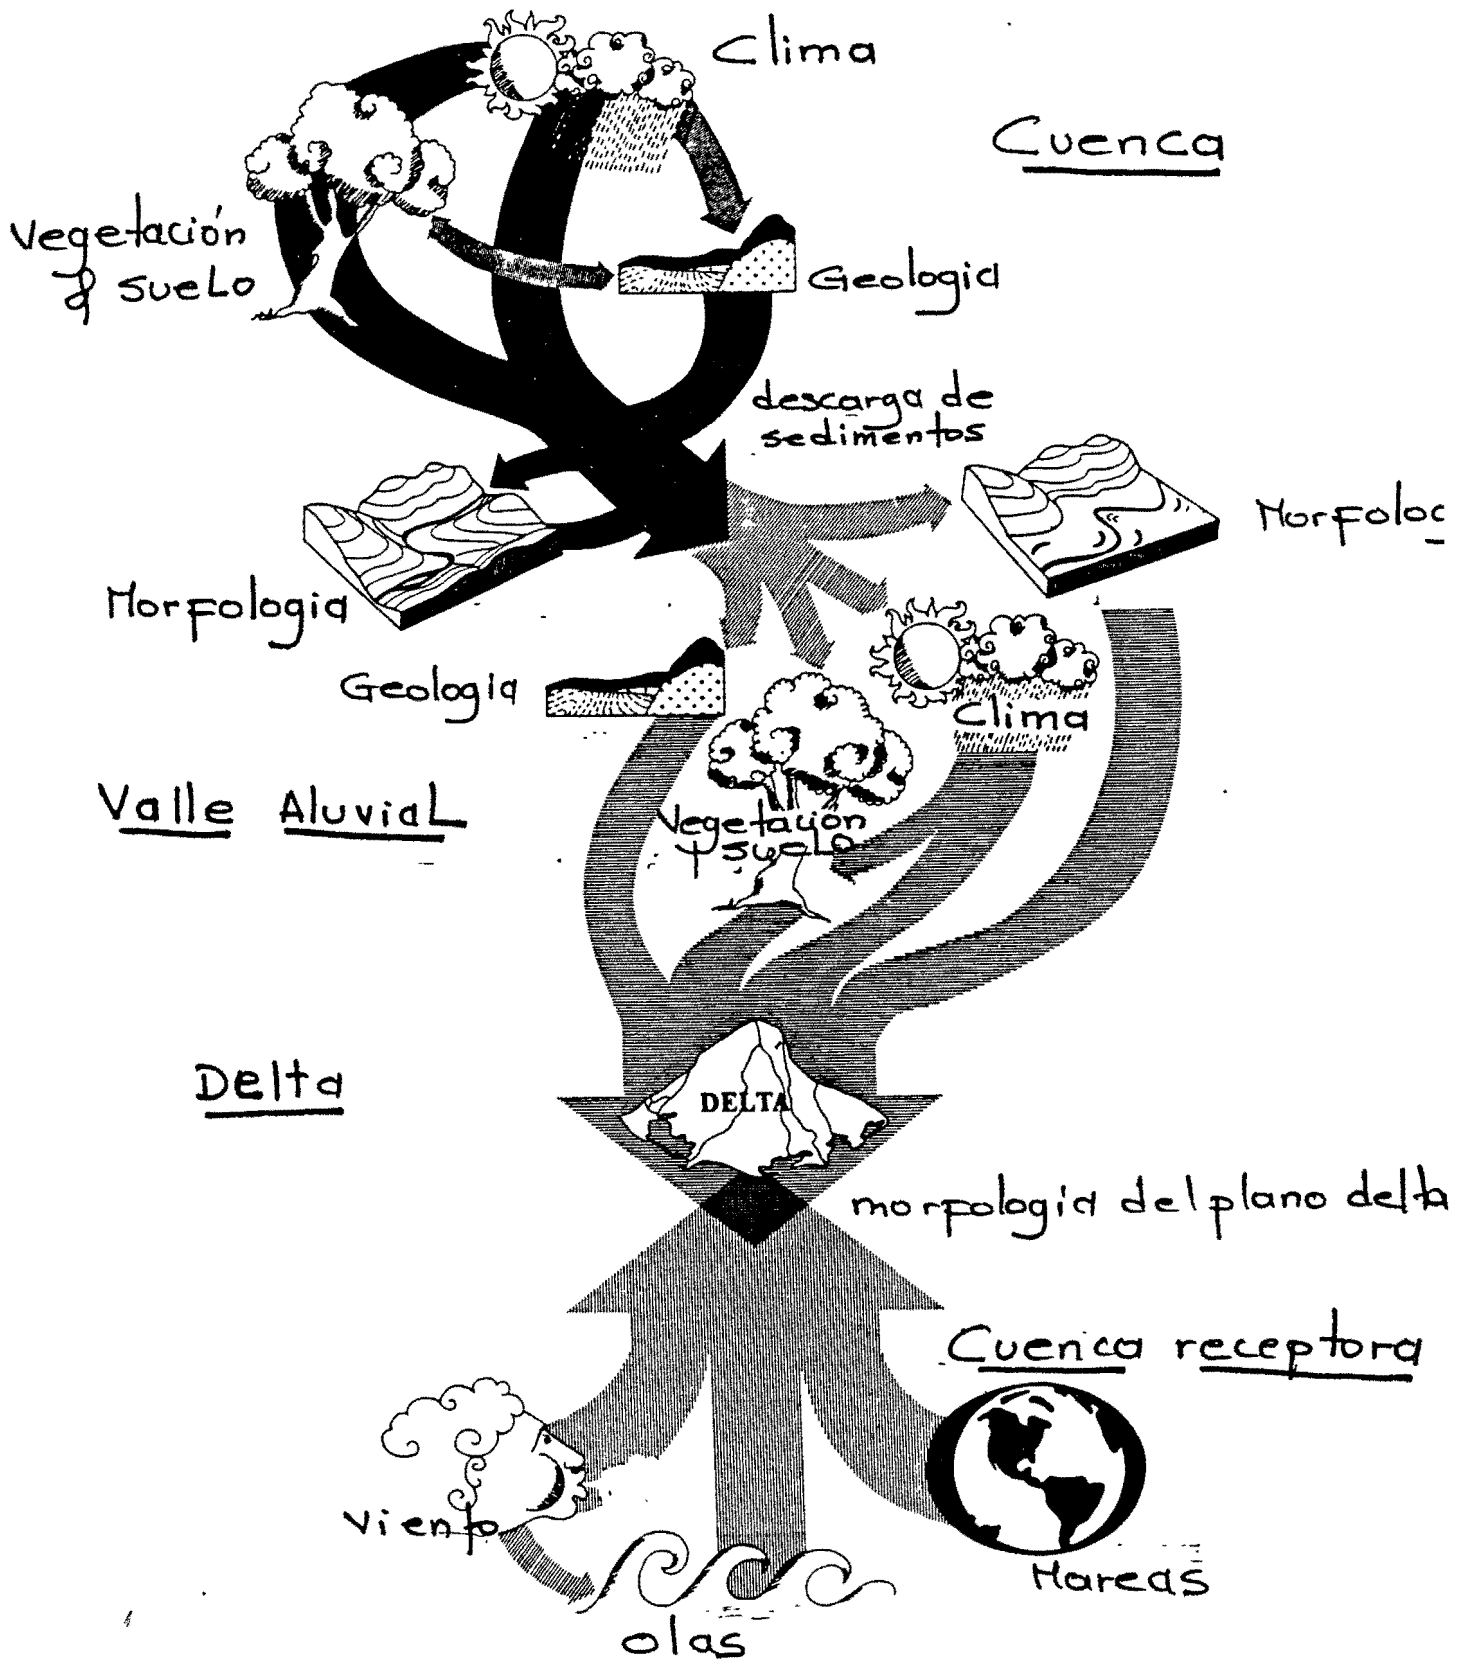 Clima
Cuenca
Vegetación
y suelo
Geologia
descarga de
sedimentos
Morfoloc
Morfologia
Geologia
Clima
Valle Aluvial
Vegetación
y suelo
Delta
DELTA
morfologia del plano delta
Cuenca receptora
viento
Mareas
olas